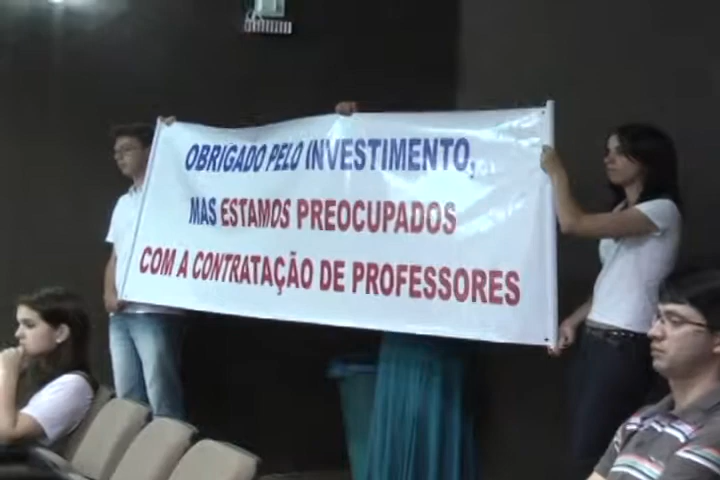 OBRIGADO PELO INVESTIMENTO,
MAS ESTAMOS PREOCUPADOS
COM A CONTRATAÇÃO DE PROFESSORES